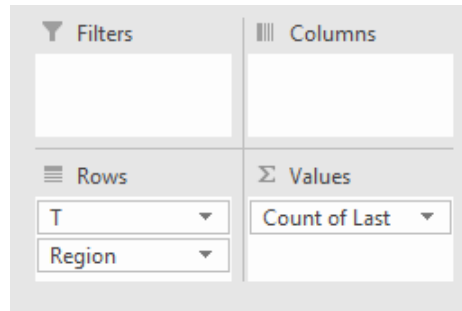 Filters
Columns
Rows
Σ Values
T
Region
Count of Last